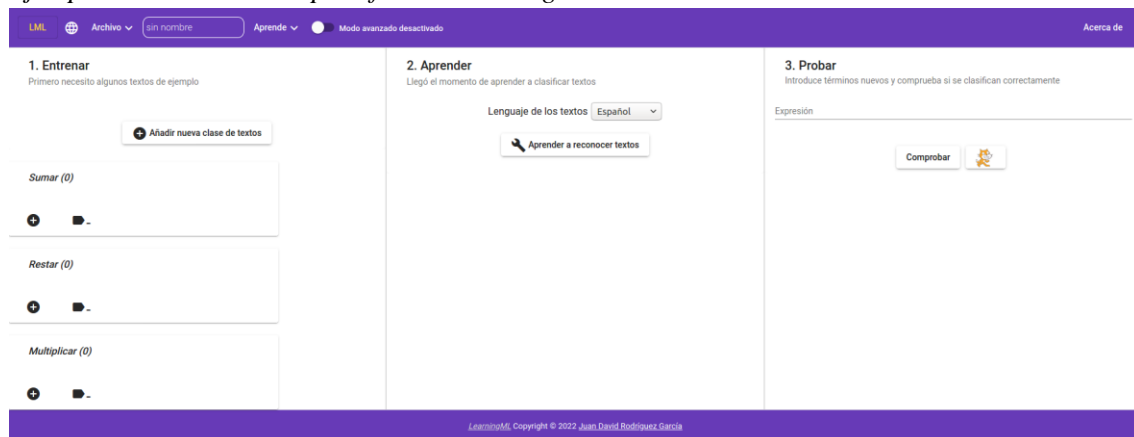 LML Archivo sin nombre Aprende Modo avanzado desactivado Acerca de
1. Entrenar
Primero necesito algunos textos de ejemplo
Añadir nueva clase de textos
Sumar (0)
Restar (0)
Multiplicar (0)
2. Aprender
Llegó el momento de aprender a clasificar textos
Lenguaje de los textos Español
Aprender a reconocer textos
3. Probar
Introduce términos nuevos y comprueba si se clasifican correctamente
Expresión
Comprobar
LearningML Copyright © 2022 Juan David Rodríguez García